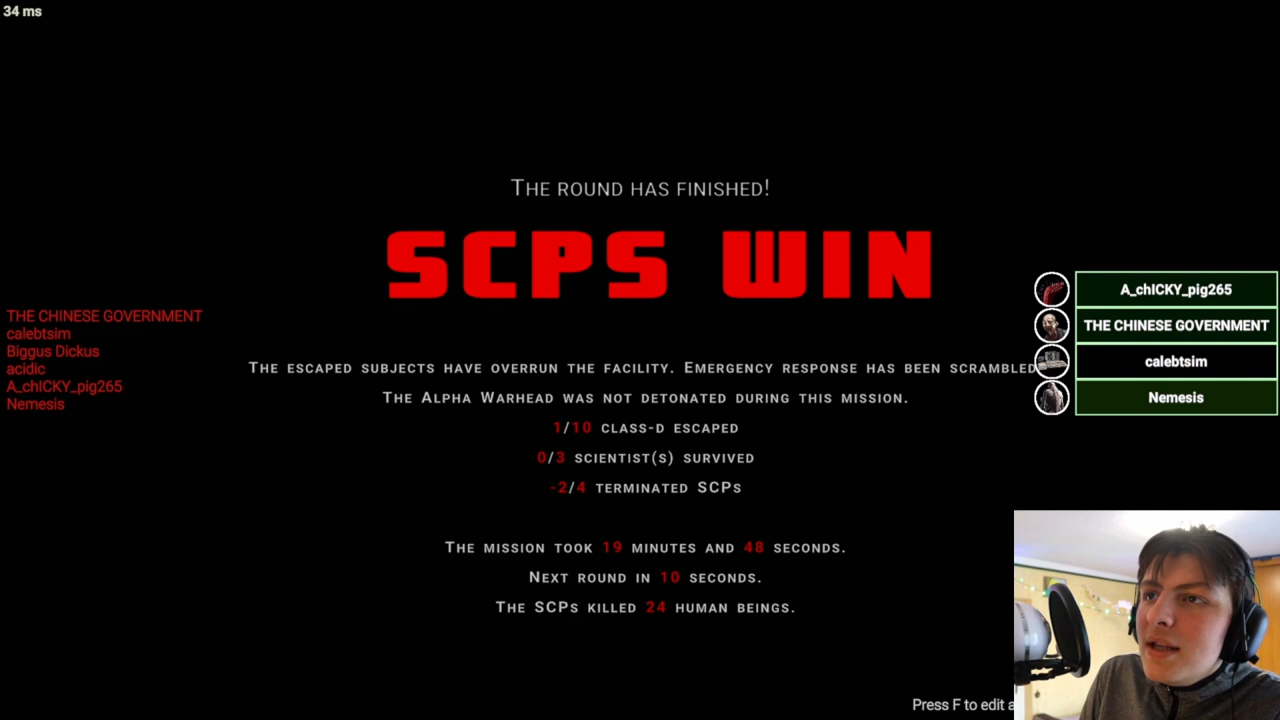 34 ms
THE ROUND HAS FINISHED!
SCPS WIN
THE CHINESE GOVERNMENT
calebtsim
Biggus Dickus
acidic
A_chICKY_pig265
Nemesis
THE ESCAPED SUBJECTS HAVE OVERRUN THE FACILITY. EMERGENCY RESPONSE HAS BEEN SCRAMBLED
THE ALPHA WARHEAD WAS NOT DETONATED DURING THIS MISSION.
1/10 CLASS-D ESCAPED
0/3 SCIENTIST(S) SURVIVED
-2/4 TERMINATED SCPS
THE MISSION TOOK 19 MINUTES AND 48 SECONDS.
NEXT ROUND IN 10 SECONDS.
THE SCPS KILLED 24 HUMAN BEINGS.
A_chICKY_pig265
THE CHINESE GOVERNMENT
calebtsim
Nemesis
Press F to edit a